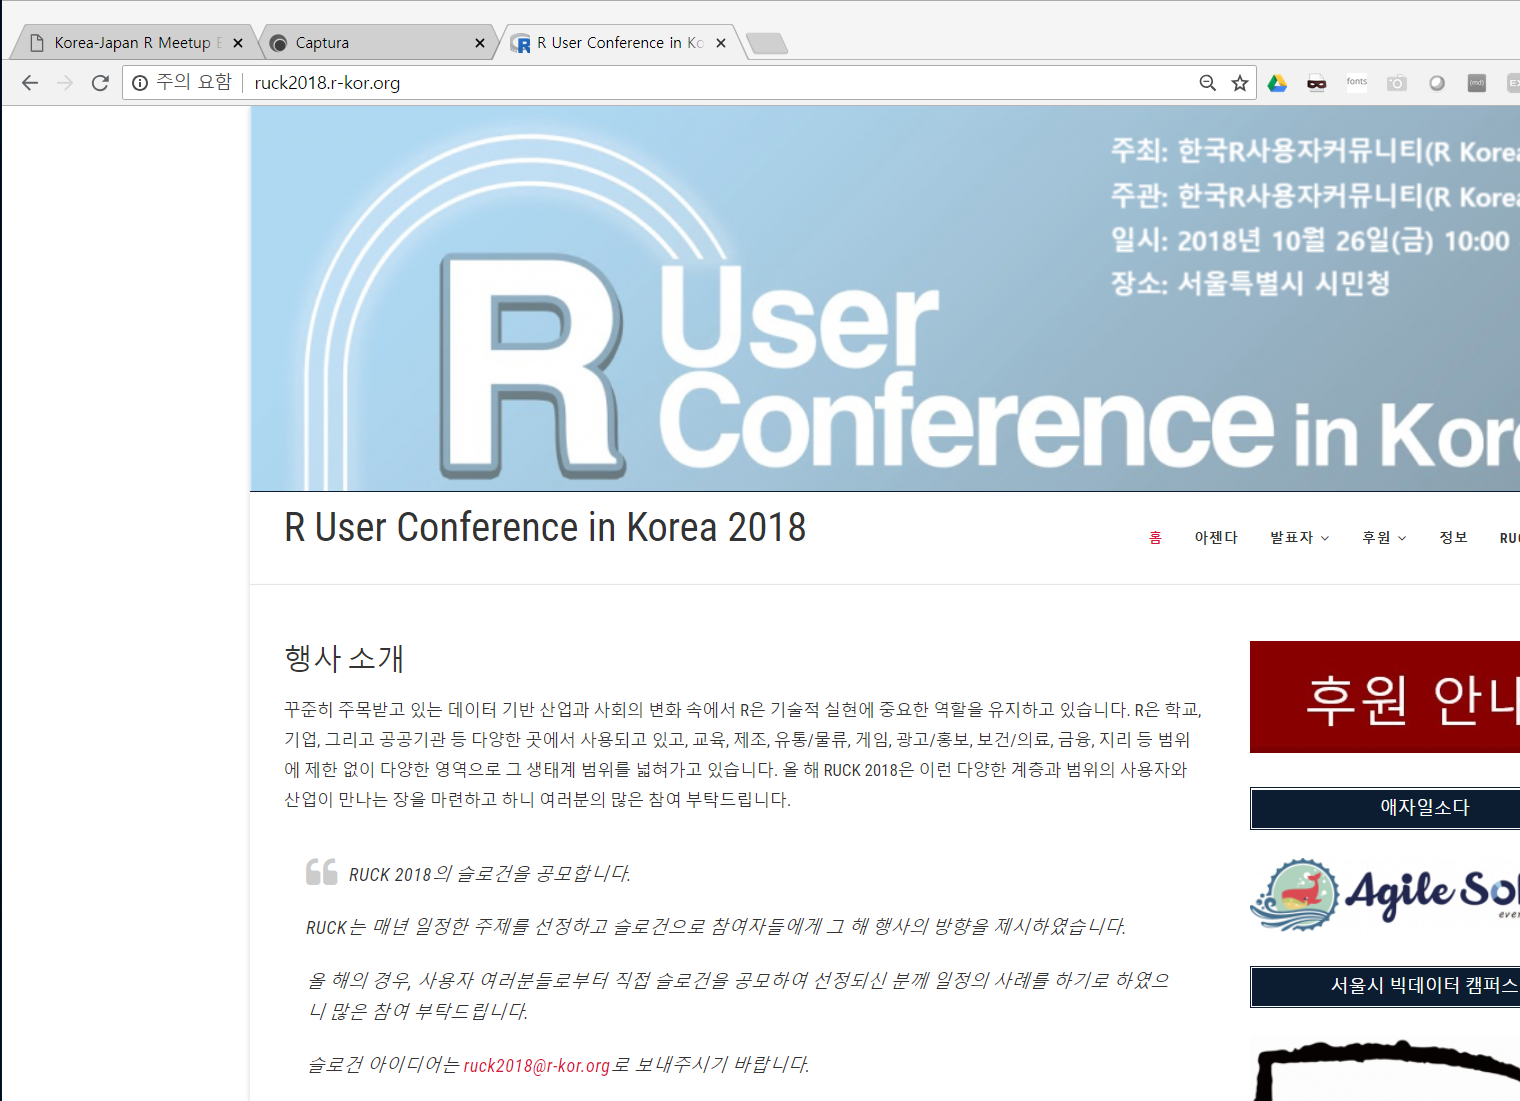 Korea-Japan R Meetup
Captura
R User Conference in Ko
주의 요함
ruck2018.r-kor.org
fonts
주최: 한국R사용자커뮤니티(R Korea
주관: 한국R사용자커뮤니티(R Korea
일시: 2018년 10월 26일(금) 10:00
장소: 서울특별시 시민청
R User
Conference in Kore
R User Conference in Korea 2018
홈 아젠다 발표자 후원 정보 RUC
행사 소개
꾸준히 주목받고 있는 데이터 기반 산업과 사회의 변화 속에서 R은 기술적 실현에 중요한 역할을 유지하고 있습니다. R은 학교,
기업, 그리고 공공기관 등 다양한 곳에서 사용되고 있고, 교육, 제조, 유통/물류, 게임, 광고/홍보, 보건/의료, 금융, 지리 등 범위
에 제한 없이 다양한 영역으로 그 생태계 범위를 넓혀가고 있습니다. 올 해 RUCK 2018은 이런 다양한 계층과 범위의 사용자와
산업이 만나는 장을 마련하고 하니 여러분의 많은 참여 부탁드립니다.
RUCK 2018의 슬로건을 공모합니다.
RUCK는 매년 일정한 주제를 선정하고 슬로건으로 참여자들에게 그 해 행사의 방향을 제시하였습니다.
올 해의 경우, 사용자 여러분들로부터 직접 슬로건을 공모하여 선정되신 분께 일정의 사례를 하기로 하였으
니 많은 참여 부탁드립니다.
슬로건 아이디어는 ruck2018@r-kor.org로 보내주시기 바랍니다.
후원 안내
애자일소다
Agile So
ever
서울시 빅데이터 캠퍼스